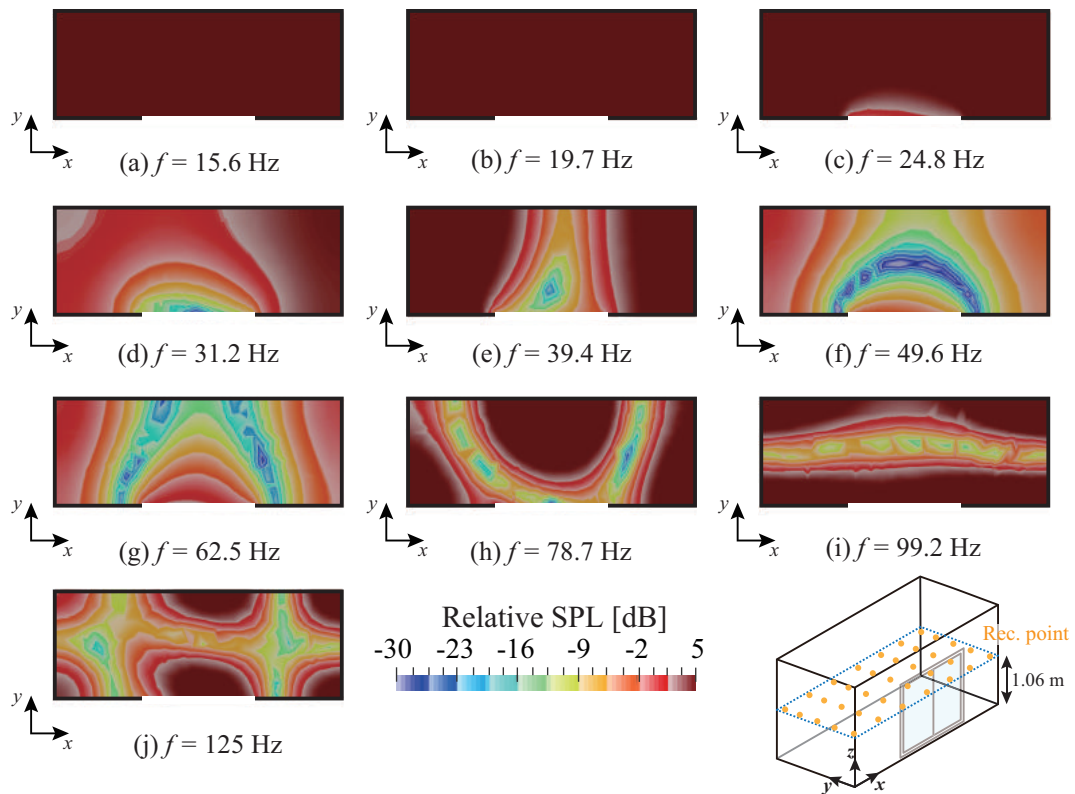 y
x
(a) f = 15.6 Hz
y
x
(b) f = 19.7 Hz
y
x
(c) f = 24.8 Hz
y
x
(d) f = 31.2 Hz
y
x
(e) f = 39.4 Hz
y
x
(f) f = 49.6 Hz
y
x
(g) f = 62.5 Hz
y
x
(h) f = 78.7 Hz
y
x
(i) f = 99.2 Hz
y
x
(j) f = 125 Hz
Relative SPL [dB]
-30 -23 -16 -9 -2 5
Rec. point
1.06 m
z
y
x